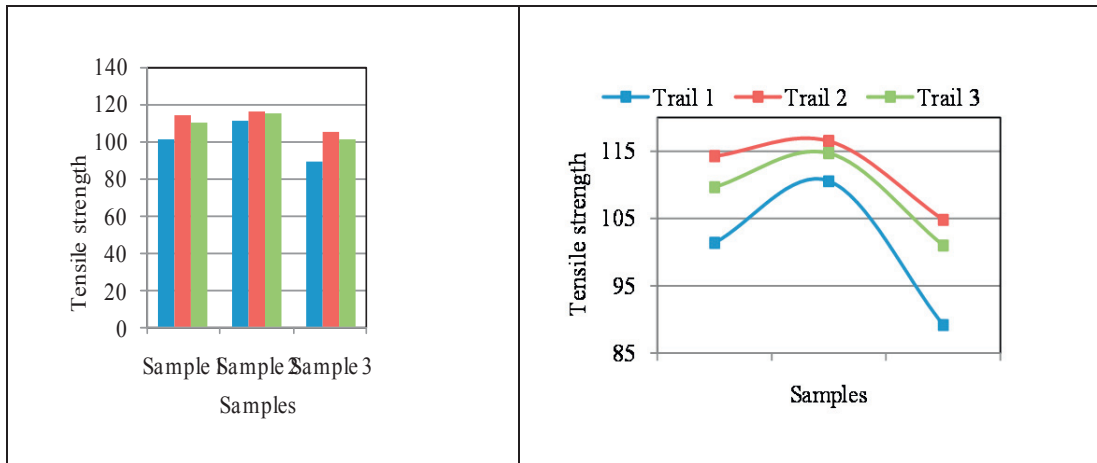 140
120
100
80
60
40
20
0
Tensile strength
Sample 1 Sample 2 Sample 3
Samples
Trail 1 Trail 2 Trail 3
115
105
95
85
Tensile strength
Samples